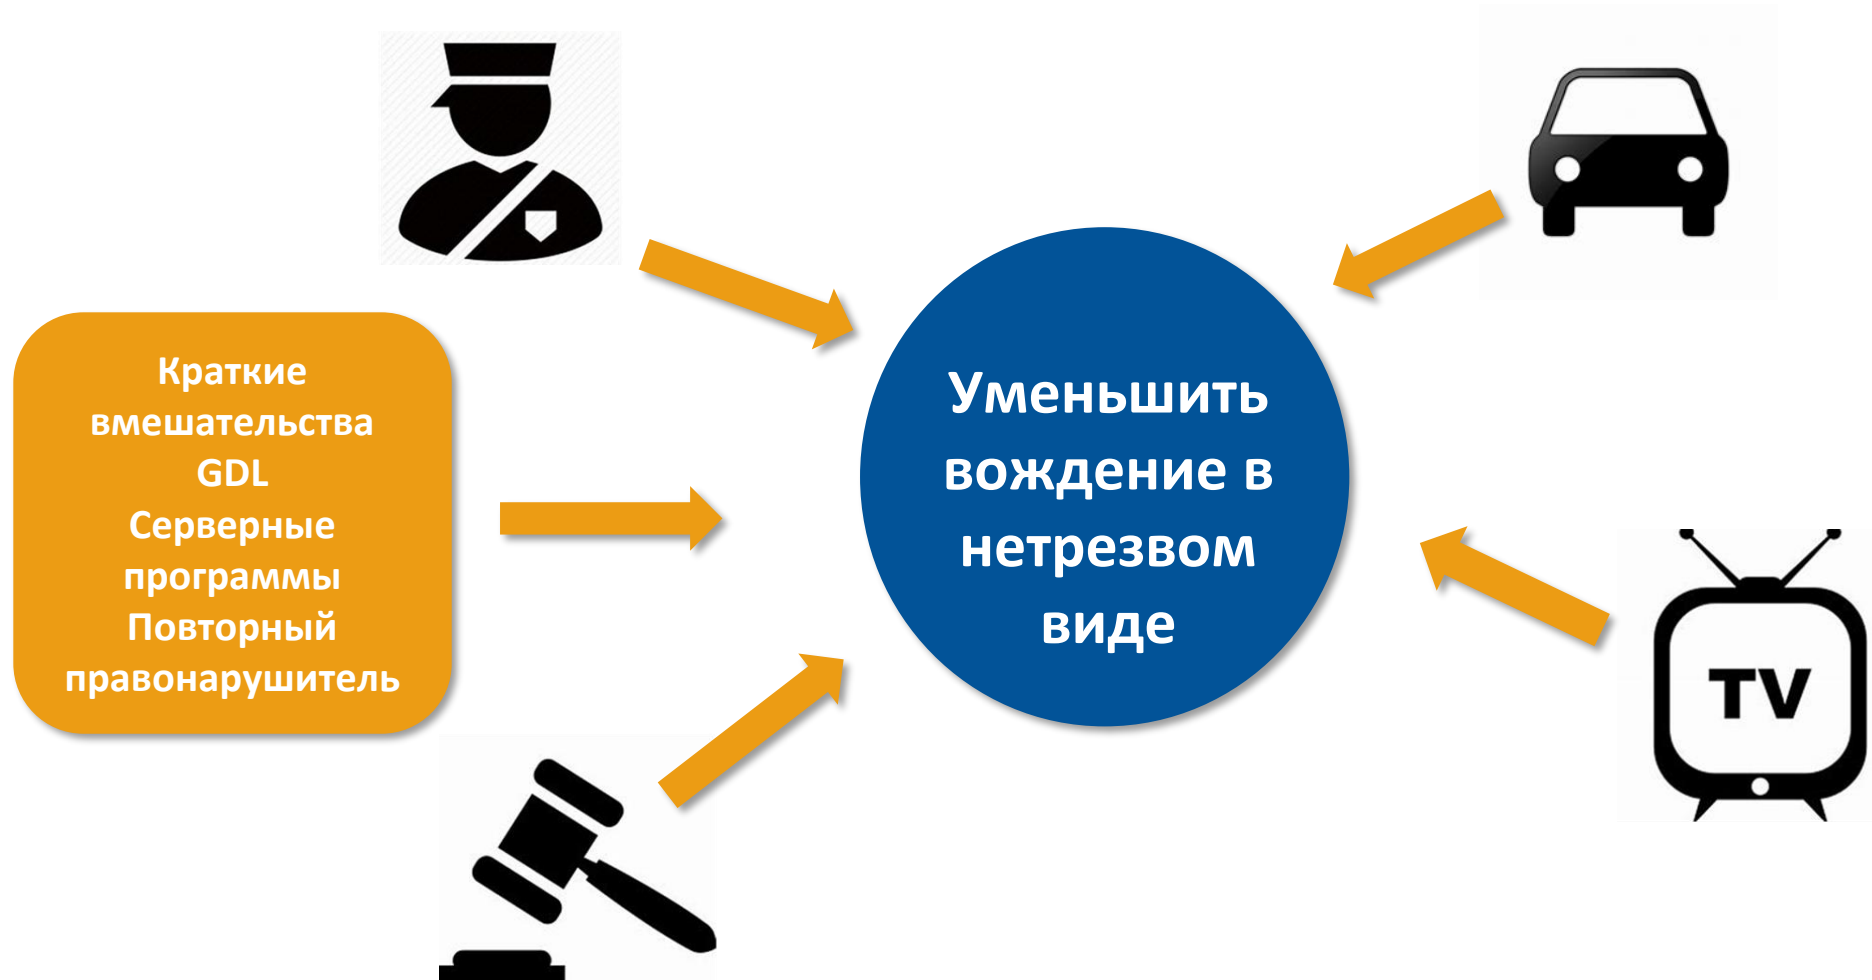 Краткие
вмешательства
GDL
Серверные
программы
Повторный
правонарушитель
Уменьшить
вождение в
нетрезвом
виде
TV